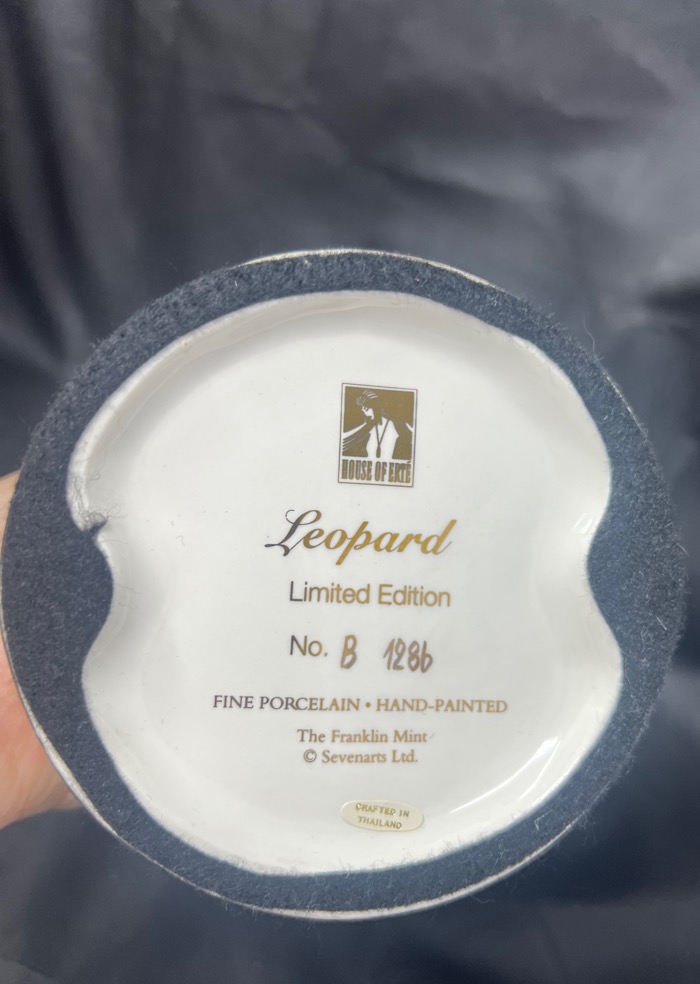 HOUSE OF ERTÉ
Leopard
Limited Edition
No. B 1286
FINE PORCELAIN • HAND-PAINTED
The Franklin Mint
© Sevenarts Ltd.
CRAFTED IN
THAILAND